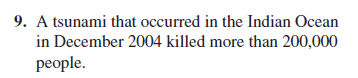 9. A tsunami that occurred in the Indian Ocean
in December 2004 killed more than 200,000
people.